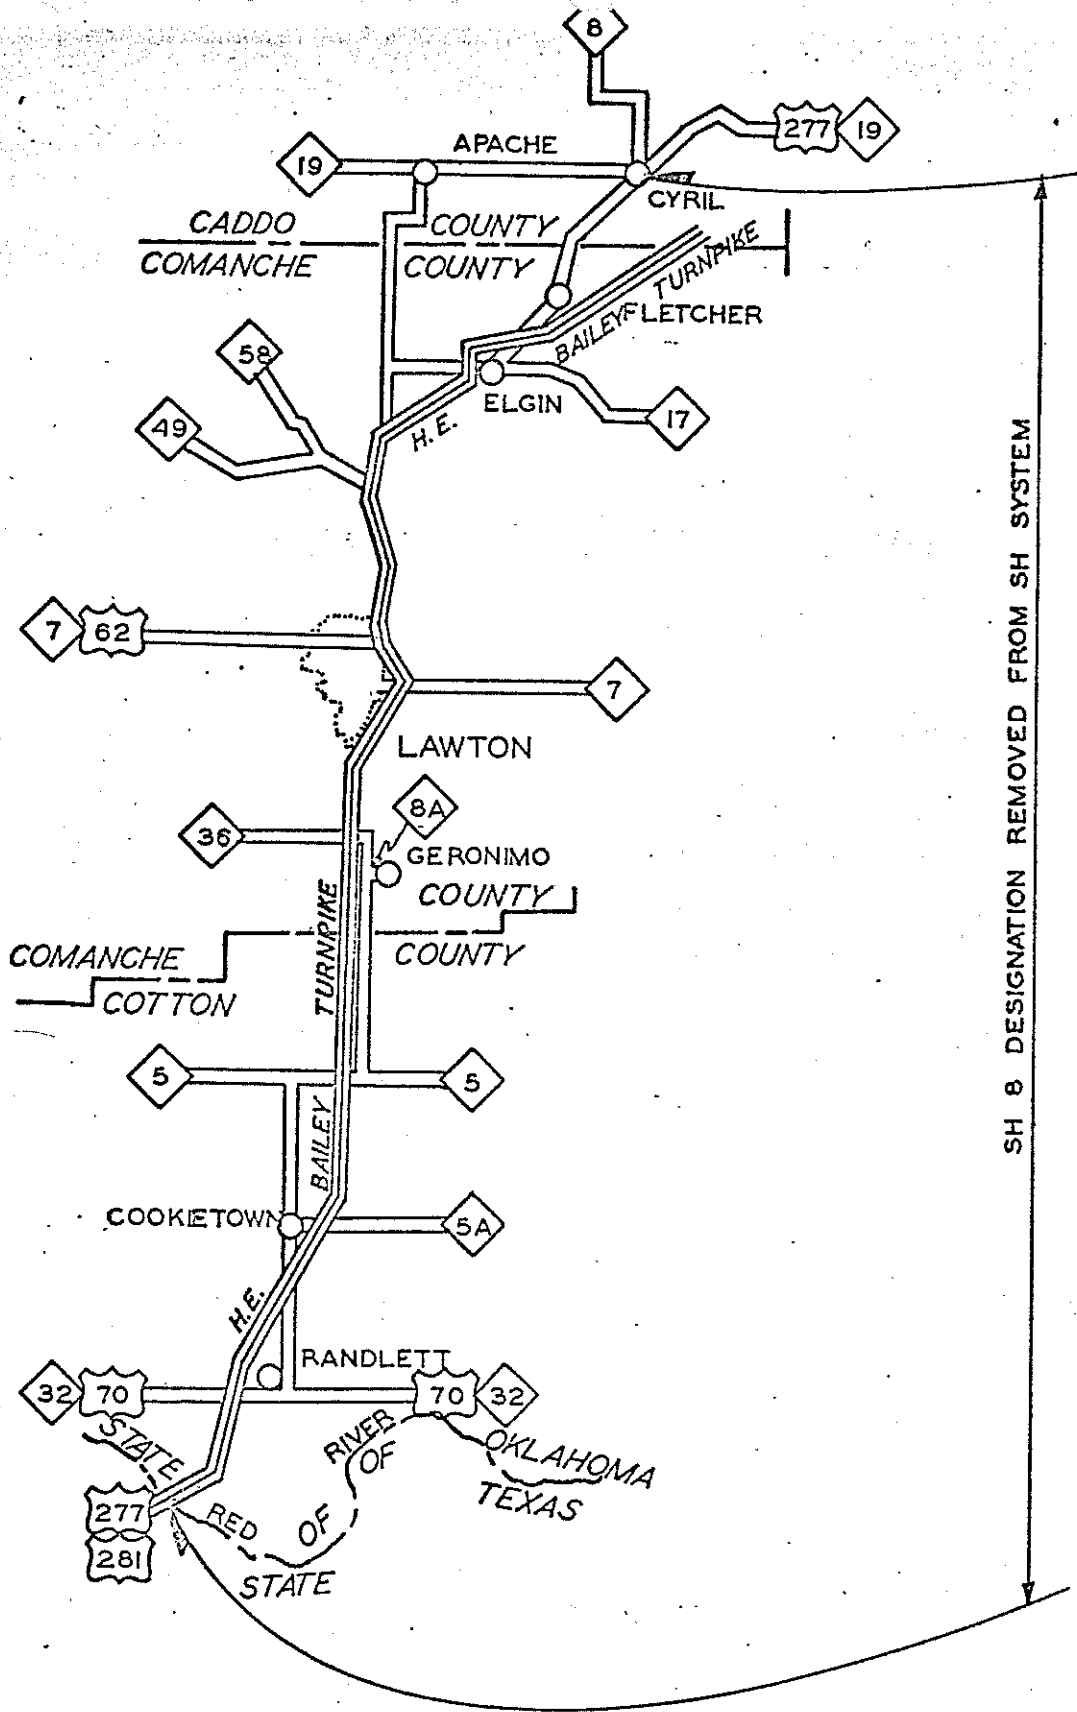 8
277
19
19
APACHE
CYRIL
CADDO COUNTY
COMANCHE COUNTY
BAILEY TURNPIKE
FLETCHER
58
ELGIN
H.E.
49
17
7
62
7
LAWTON
8A
36
GERONIMO
COUNTY
COMANCHE
COUNTY
COTTON
TURNPIKE
5
5
BAILEY
COOKIETOWN
5A
H.E.
RANDLETT
32
70
70
32
STATE
RIVER
OF
OKLAHOMA
TEXAS
277
RED
OF
281
STATE
SH 8 DESIGNATION REMOVED FROM SH SYSTEM